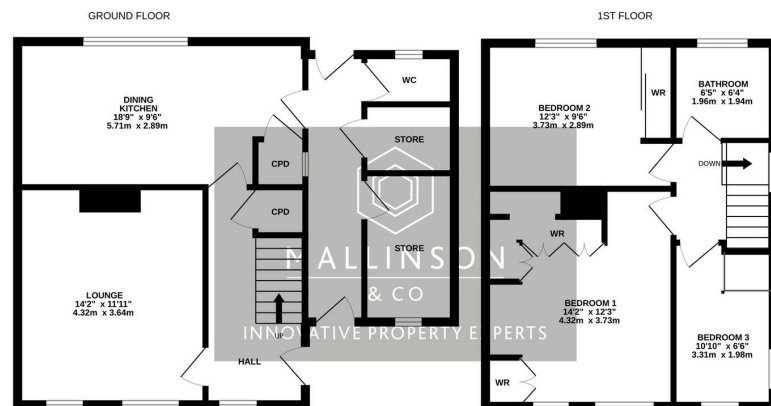 GROUND FLOOR
1ST FLOOR
DINING
KITCHEN
18'9" x 9'6"
5.71m x 2.89m
WC
STORE
CPD
CPD
STORE
LOUNGE
14'2" x 11'11"
4.32m x 3.64m
UP
HALL
BEDROOM 2
12'3" x 9'6"
3.73m x 2.89m
WR
BATHROOM
6'5" x 6'4"
1.96m x 1.94m
DOWN
WR
BEDROOM 1
14'2" x 12'3"
4.32m x 3.73m
BEDROOM 3
10'10" x 6'6"
3.31m x 1.98m
WR
MALLINSON
& CO
INNOVATIVE PROPERTY EXPERTS